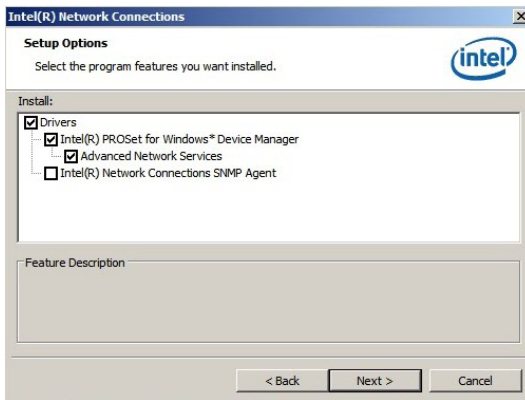 Intel(R) Network Connections
Setup Options
Select the program features you want installed.
intel
Install:
Drivers
Intel(R) PROSet for Windows* Device Manager
Advanced Network Services
Intel(R) Network Connections SNMP Agent
Feature Description
< Back Next > Cancel